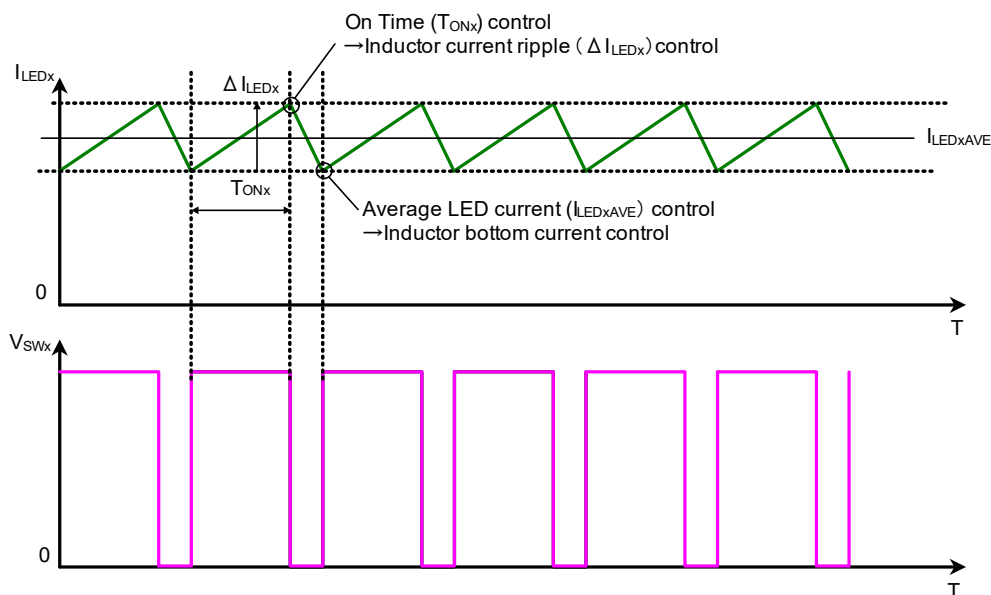 On Time (TONx) control
→Inductor current ripple (ΔILEDx) control
ILEDx
ΔILEDx
ILEDxAVE
TONx
Average LED current (ILEDxAVE) control
→Inductor bottom current control
0
T
VSWx
0
T